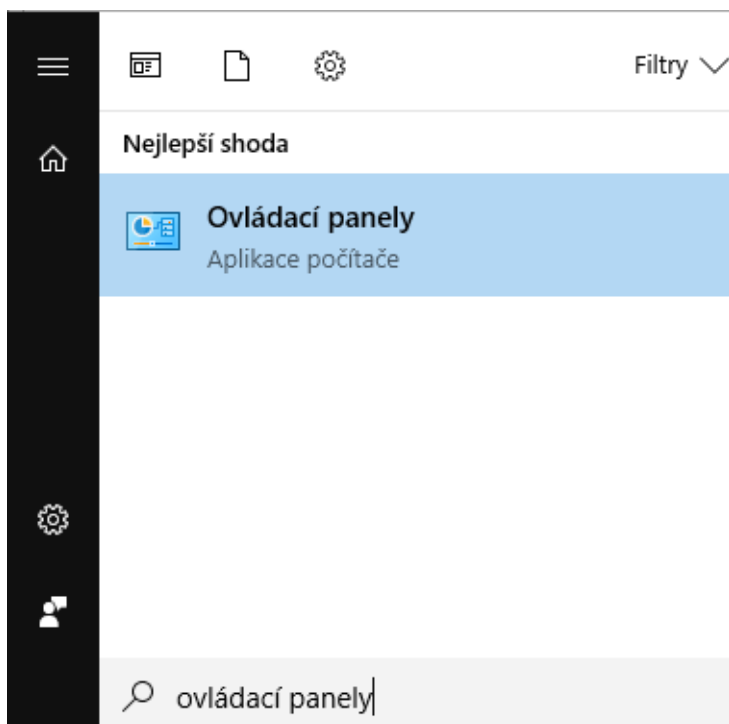 Filtry
Nejlepší shoda
Ovládací panely
Aplikace počítače
ovládací panely